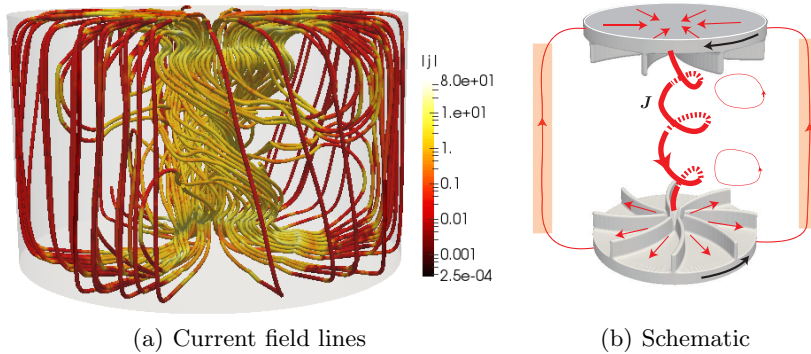 |j|
8.0e+01
1.e+01
1.
0.1
0.01
0.001
2.5e-04
J
(a) Current field lines
(b) Schematic